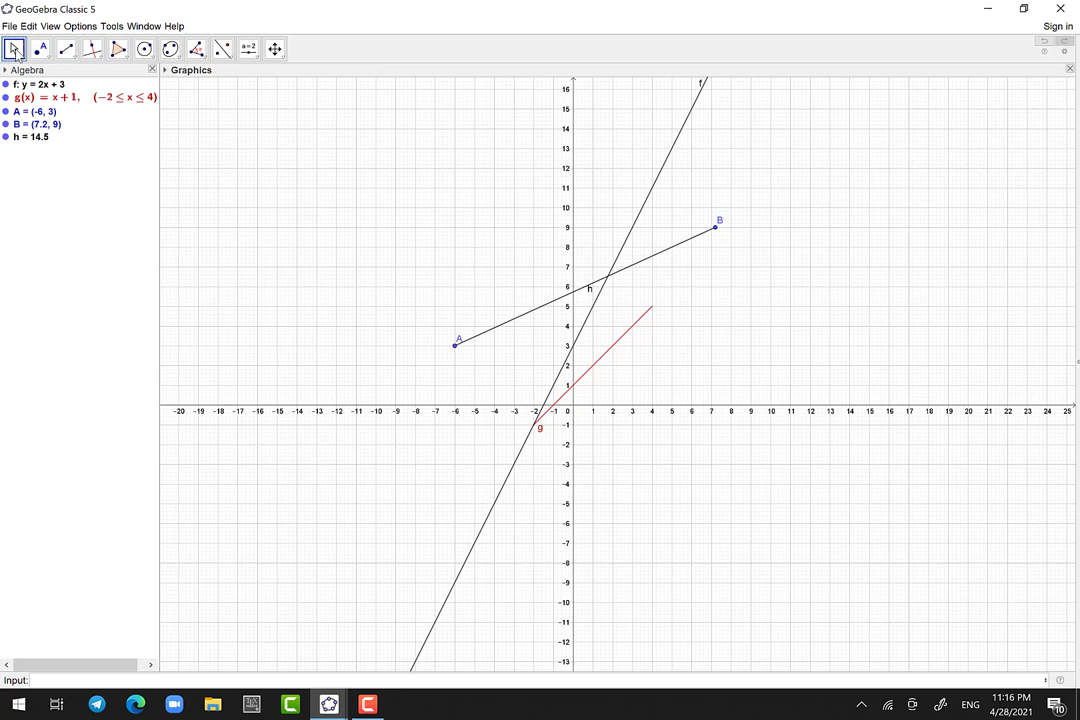 GeoGebra Classic 5
File Edit View Options Tools Window Help
Sign in
A
a=2
Algebra
Graphics
f: y = 2x + 3
g(x) = x + 1, (−2 ≤ x ≤ 4)
A = (-6, 3)
B = (7.2, 9)
h = 14.5
f
16
15
14
13
12
11
10
9
8
7
6
5
4
3
2
1
B
h
A
-20 -19 -18 -17 -16 -15 -14 -13 -12 -11 -10 -9 -8 -7 -6 -5 -4 -3 -2 -1 0 1 2 3 4 5 6 7 8 9 10 11 12 13 14 15 16 17 18 19 20 21 22 23 24 25
g
-1
-2
-3
-4
-5
-6
-7
-8
-9
-10
-11
-12
-13
Input:
ENG
11:16 PM
4/28/2021
10